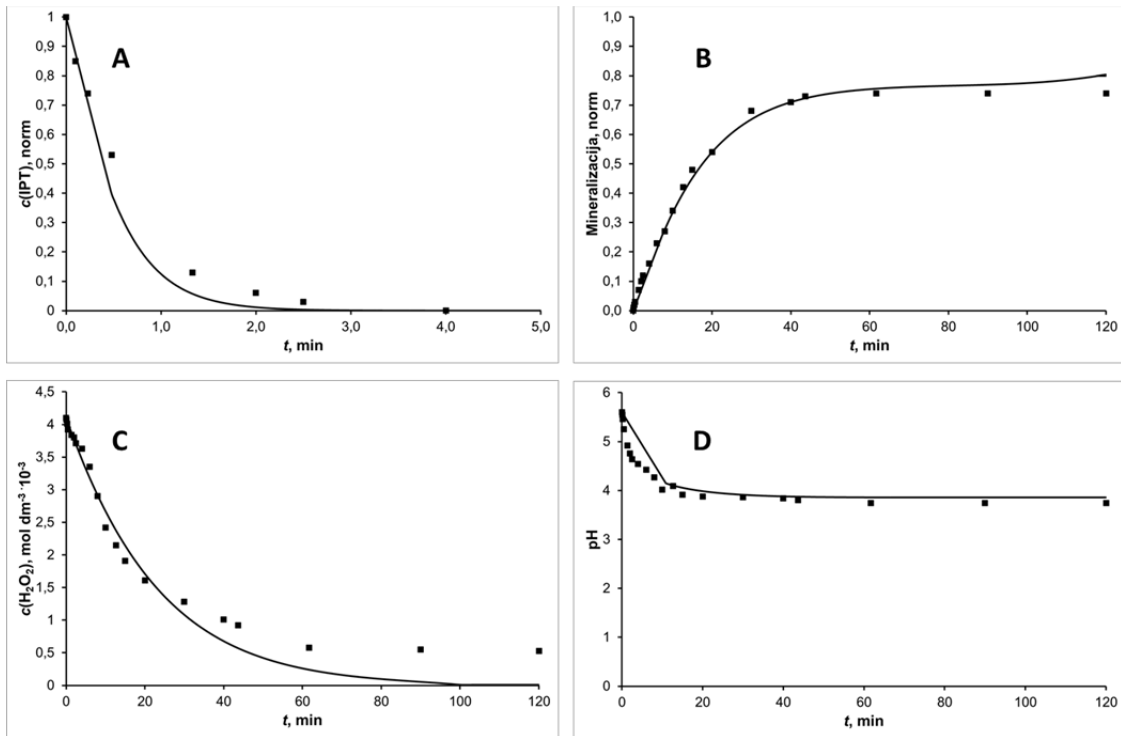 1
0,9
0,8
0,7
0,6
0,5
0,4
0,3
0,2
0,1
0
0,0 1,0 2,0 3,0 4,0 5,0
c(IPT), norm
t, min
A
1,0
0,9
0,8
0,7
0,6
0,5
0,4
0,3
0,2
0,1
0,0
0 20 40 60 80 100 120
Mineralizacija, norm
t, min
B
4,5
4
3,5
3
2,5
2
1,5
1
0,5
0
0 20 40 60 80 100 120
c(H₂O₂), mol dm⁻³·10⁻³
t, min
C
6
5
4
3
2
1
0
0 20 40 60 80 100 120
pH
t, min
D